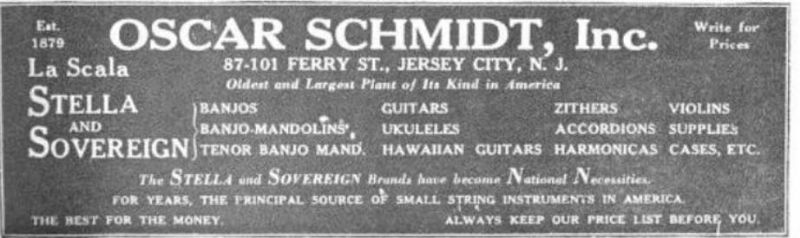 Est.
1879
OSCAR SCHMIDT, Inc.
Write for
Prices
87-101 FERRY ST., JERSEY CITY, N. J.
Oldest and Largest Plant of Its Kind in America
La Scala
STELLA
AND
SOVEREIGN
BANJOS GUITARS ZITHERS VIOLINS
BANJO-MANDOLINS, UKULELES ACCORDIONS SUPPLIES
TENOR BANJO MAND. HAWAIIAN GUITARS HARMONICAS CASES, ETC.
The STELLA and SOVEREIGN Brands have become National Necessities.
FOR YEARS, THE PRINCIPAL SOURCE OF SMALL STRING INSTRUMENTS IN AMERICA.
THE BEST FOR THE MONEY. ALWAYS KEEP OUR PRICE LIST BEFORE YOU.